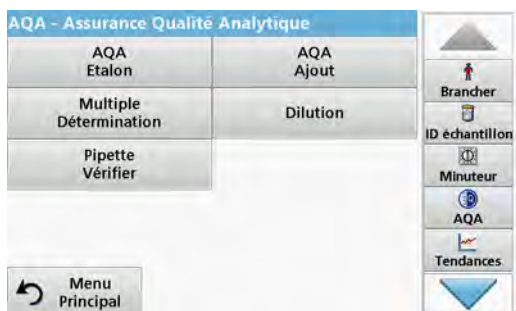 AQA - Assurance Qualité Analytique
AQA
Etalon
AQA
Ajout
Multiple
Détermination
Dilution
Pipette
Vérifier
Menu
Principal
Brancher
ID échantillon
Minuteur
AQA
Tendances